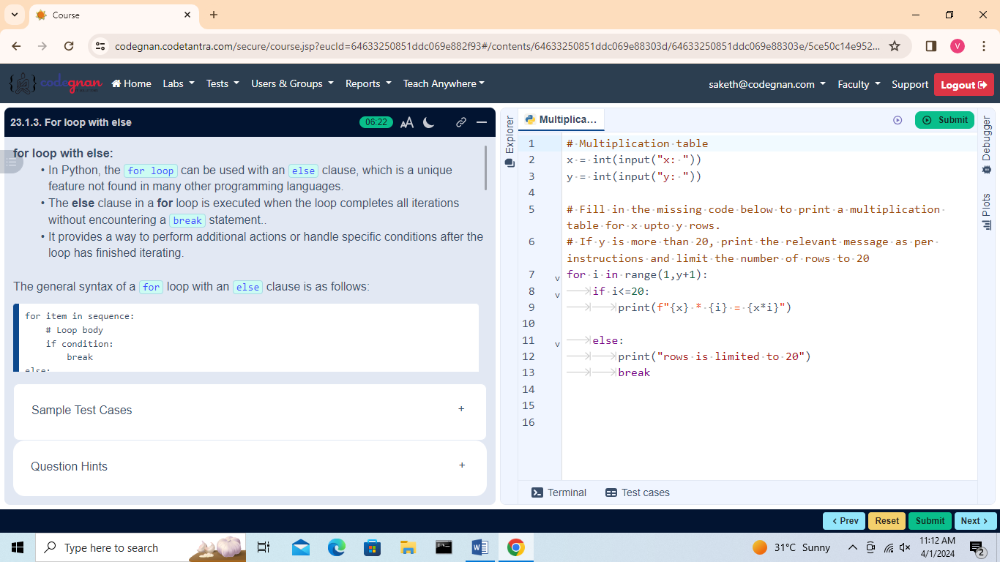 Course
codegnan.codetantra.com/secure/course.jsp?eucId=64633250851ddc069e882f93#/contents/64633250851ddc069e88303d/64633250851ddc069e88303e/5ce50c14e952...
V
codegnan
Home Labs Tests Users & Groups Reports Teach Anywhere
saketh@codegnan.com Faculty Support Logout
23.1.3. For loop with else
06:22
AA
for loop with else:
• In Python, the for loop can be used with an else clause, which is a unique
feature not found in many other programming languages.
• The else clause in a for loop is executed when the loop completes all iterations
without encountering a break statement..
• It provides a way to perform additional actions or handle specific conditions after the
loop has finished iterating.
The general syntax of a for loop with an else clause is as follows:
for item in sequence:
# Loop body
if condition:
break
else:
Sample Test Cases +
Question Hints +
Explorer
Multiplica...
Submit
1 # Multiplication table
2 x = int(input("x: "))
3 y = int(input("y: "))
4
5 # Fill in the missing code below to print a multiplication
table for x upto y rows.
6 # If y is more than 20, print the relevant message as per
instructions and limit the number of rows to 20
7 for i in range(1,y+1):
8 if i<=20:
9 print(f"{x} * {i} = {x*i}")
10
11 else:
12 print("rows is limited to 20")
13 break
14
15
16
Debugger
Plots
Terminal Test cases
< Prev Reset Submit Next >
Type here to search
31°C Sunny
11:12 AM
4/1/2024
2